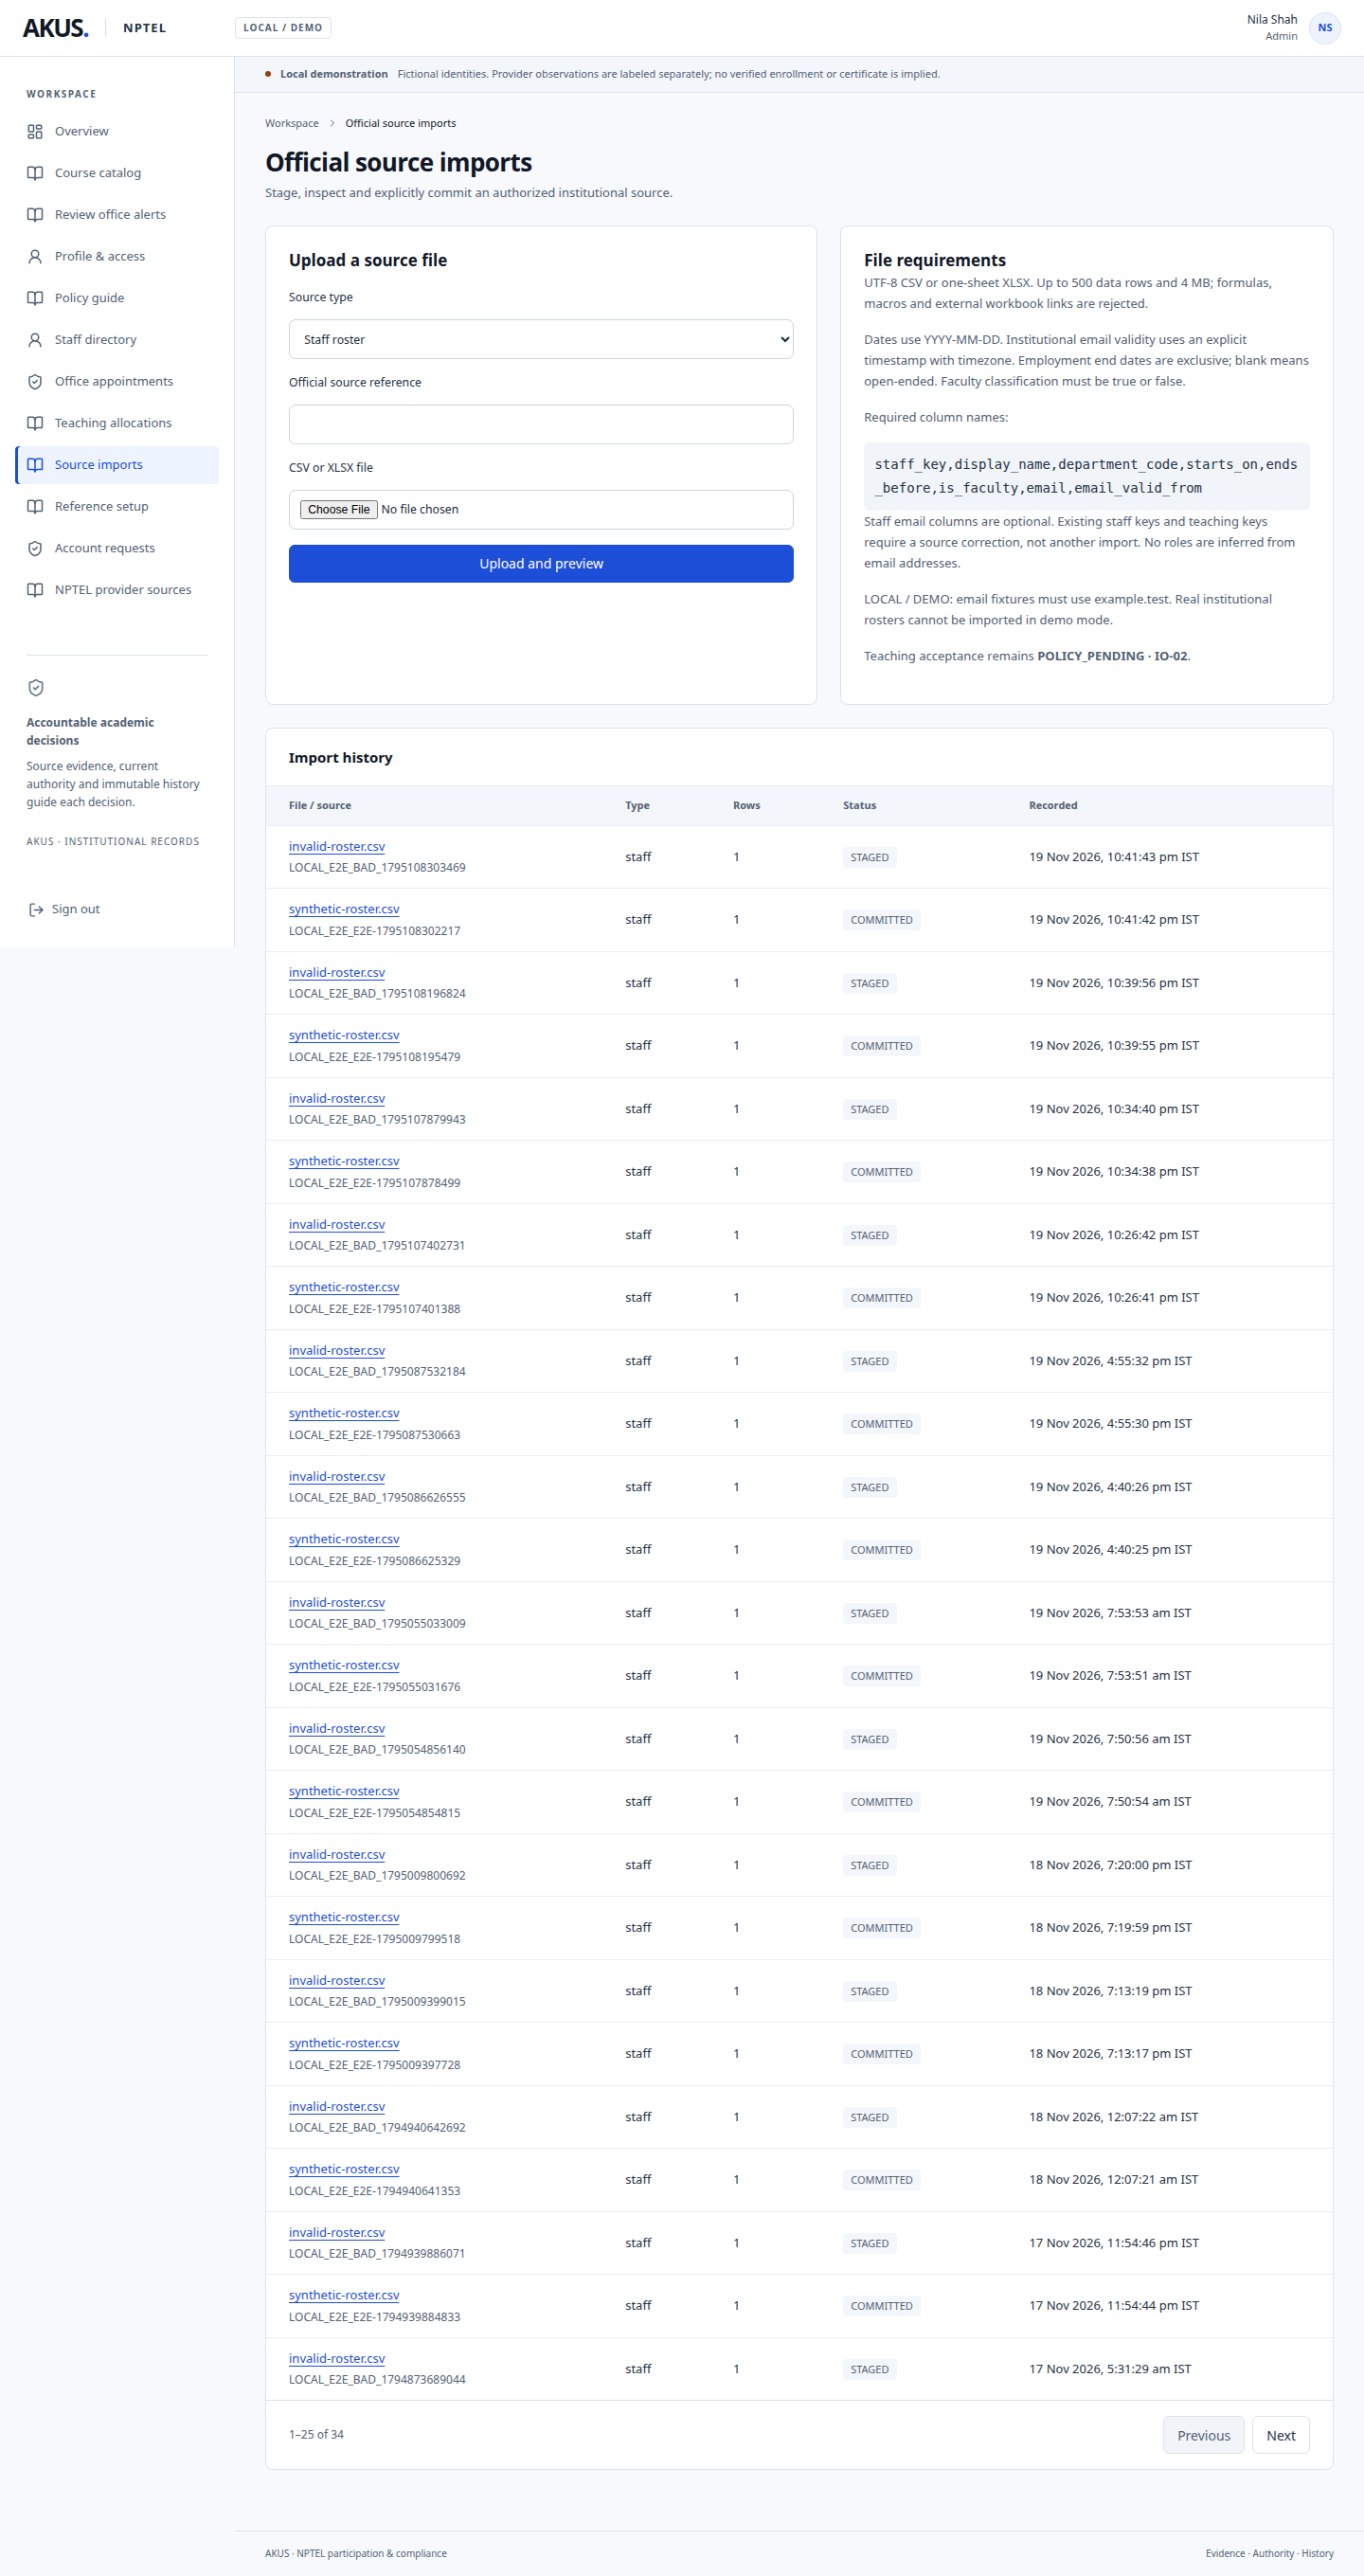 AKUS. NPTEL LOCAL / DEMO Nila Shah
Admin
NS
Local demonstration Fictional identities. Provider observations are labeled separately; no verified enrollment or certificate is implied.
WORKSPACE
Overview
Course catalog
Review office alerts
Profile & access
Policy guide
Staff directory
Office appointments
Teaching allocations
Source imports
Reference setup
Account requests
NPTEL provider sources
Accountable academic
decisions
Source evidence, current
authority and immutable history
guide each decision.
AKUS · INSTITUTIONAL RECORDS
Sign out
Workspace > Official source imports
Official source imports
Stage, inspect and explicitly commit an authorized institutional source.
Upload a source file
Source type
Staff roster
Official source reference
CSV or XLSX file
Choose File No file chosen
Upload and preview
File requirements
UTF-8 CSV or one-sheet XLSX. Up to 500 data rows and 4 MB; formulas,
macros and external workbook links are rejected.
Dates use YYYY-MM-DD. Institutional email validity uses an explicit
timestamp with timezone. Employment end dates are exclusive; blank means
open-ended. Faculty classification must be true or false.
Required column names:
staff_key,display_name,department_code,starts_on,ends
_before,is_faculty,email,email_valid_from
Staff email columns are optional. Existing staff keys and teaching keys
require a source correction, not another import. No roles are inferred from
email addresses.
LOCAL / DEMO: email fixtures must use example.test. Real institutional
rosters cannot be imported in demo mode.
Teaching acceptance remains POLICY_PENDING · IO-02.
Import history
File / source Type Rows Status Recorded
invalid-roster.csv
LOCAL_E2E_BAD_1795108303469 staff 1 STAGED 19 Nov 2026, 10:41:43 pm IST
synthetic-roster.csv
LOCAL_E2E_E2E-1795108302217 staff 1 COMMITTED 19 Nov 2026, 10:41:42 pm IST
invalid-roster.csv
LOCAL_E2E_BAD_1795108196824 staff 1 STAGED 19 Nov 2026, 10:39:56 pm IST
synthetic-roster.csv
LOCAL_E2E_E2E-1795108195479 staff 1 COMMITTED 19 Nov 2026, 10:39:55 pm IST
invalid-roster.csv
LOCAL_E2E_BAD_1795107879943 staff 1 STAGED 19 Nov 2026, 10:34:40 pm IST
synthetic-roster.csv
LOCAL_E2E_E2E-1795107878499 staff 1 COMMITTED 19 Nov 2026, 10:34:38 pm IST
invalid-roster.csv
LOCAL_E2E_BAD_1795107402731 staff 1 STAGED 19 Nov 2026, 10:26:42 pm IST
synthetic-roster.csv
LOCAL_E2E_E2E-1795107401388 staff 1 COMMITTED 19 Nov 2026, 10:26:41 pm IST
invalid-roster.csv
LOCAL_E2E_BAD_1795087532184 staff 1 STAGED 19 Nov 2026, 4:55:32 pm IST
synthetic-roster.csv
LOCAL_E2E_E2E-1795087530663 staff 1 COMMITTED 19 Nov 2026, 4:55:30 pm IST
invalid-roster.csv
LOCAL_E2E_BAD_1795086626555 staff 1 STAGED 19 Nov 2026, 4:40:26 pm IST
synthetic-roster.csv
LOCAL_E2E_E2E-1795086625329 staff 1 COMMITTED 19 Nov 2026, 4:40:25 pm IST
invalid-roster.csv
LOCAL_E2E_BAD_1795055033009 staff 1 STAGED 19 Nov 2026, 7:53:53 am IST
synthetic-roster.csv
LOCAL_E2E_E2E-1795055031676 staff 1 COMMITTED 19 Nov 2026, 7:53:51 am IST
invalid-roster.csv
LOCAL_E2E_BAD_1795054856140 staff 1 STAGED 19 Nov 2026, 7:50:56 am IST
synthetic-roster.csv
LOCAL_E2E_E2E-1795054854815 staff 1 COMMITTED 19 Nov 2026, 7:50:54 am IST
invalid-roster.csv
LOCAL_E2E_BAD_1795009800692 staff 1 STAGED 18 Nov 2026, 7:20:00 pm IST
synthetic-roster.csv
LOCAL_E2E_E2E-1795009799518 staff 1 COMMITTED 18 Nov 2026, 7:19:59 pm IST
invalid-roster.csv
LOCAL_E2E_BAD_1795009399015 staff 1 STAGED 18 Nov 2026, 7:13:19 pm IST
synthetic-roster.csv
LOCAL_E2E_E2E-1795009397728 staff 1 COMMITTED 18 Nov 2026, 7:13:17 pm IST
invalid-roster.csv
LOCAL_E2E_BAD_1794940642692 staff 1 STAGED 18 Nov 2026, 12:07:22 am IST
synthetic-roster.csv
LOCAL_E2E_E2E-1794940641353 staff 1 COMMITTED 18 Nov 2026, 12:07:21 am IST
invalid-roster.csv
LOCAL_E2E_BAD_1794939886071 staff 1 STAGED 17 Nov 2026, 11:54:46 pm IST
synthetic-roster.csv
LOCAL_E2E_E2E-1794939884833 staff 1 COMMITTED 17 Nov 2026, 11:54:44 pm IST
invalid-roster.csv
LOCAL_E2E_BAD_1794873689044 staff 1 STAGED 17 Nov 2026, 5:31:29 am IST
1–25 of 34 Previous Next
AKUS · NPTEL participation & compliance Evidence · Authority · History